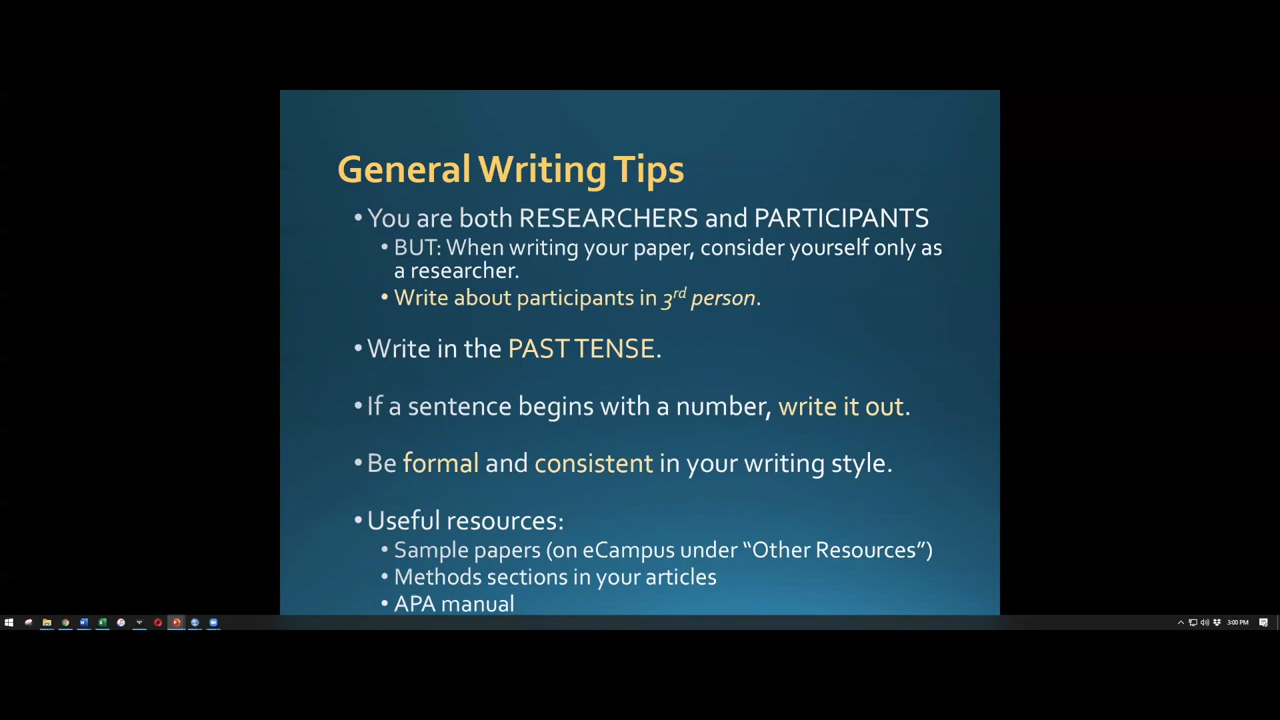 General Writing Tips
• You are both RESEARCHERS and PARTICIPANTS
• BUT: When writing your paper, consider yourself only as
a researcher.
• Write about participants in 3rd person.
• Write in the PAST TENSE.
• If a sentence begins with a number, write it out.
• Be formal and consistent in your writing style.
• Useful resources:
• Sample papers (on eCampus under “Other Resources”)
• Methods sections in your articles
• APA manual
3:00 PM